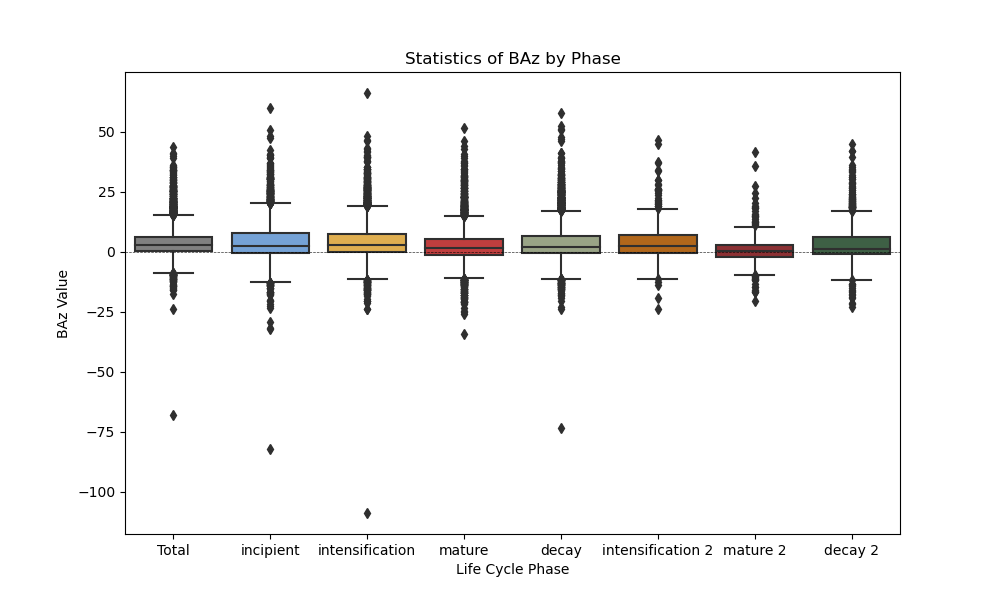 Statistics of BAz by Phase
BAz Value
50
25
0
−25
−50
−75
−100
Total incipient intensification mature decay intensification 2 mature 2 decay 2
Life Cycle Phase